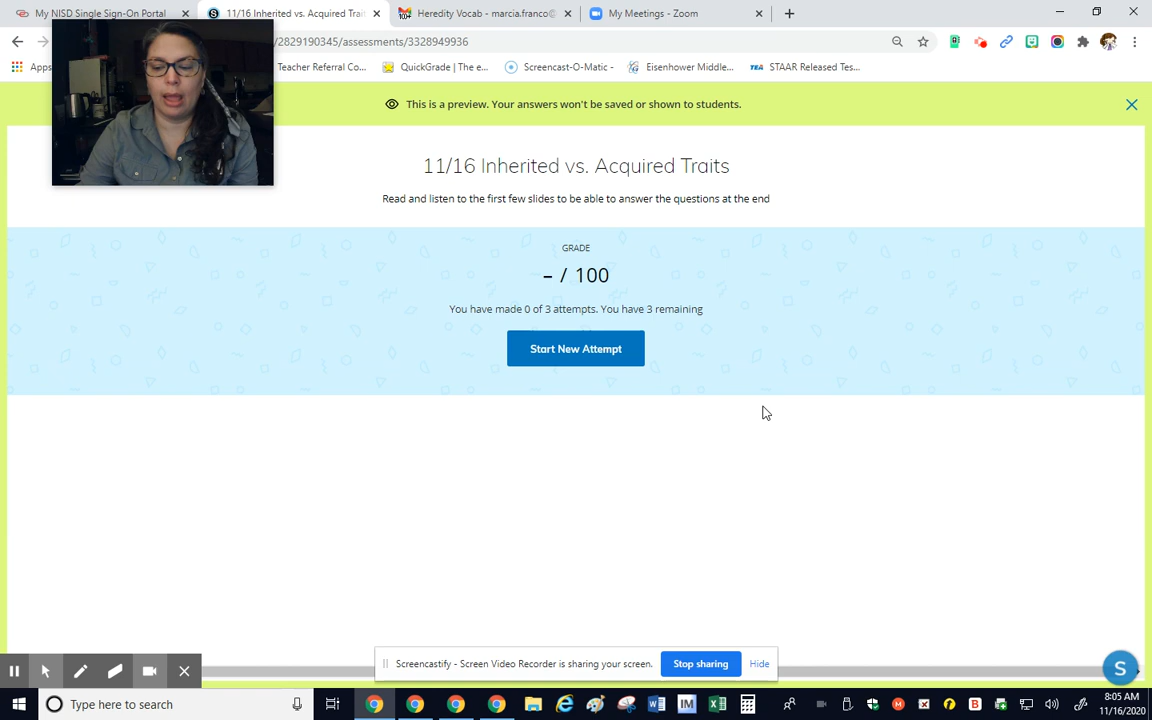 My NISD Single Sign-On Portal
11/16 Inherited vs. Acquired Trai
Heredity Vocab - marcia.franco@
My Meetings - Zoom
/2829190345/assessments/3328949936
Apps
Teacher Referral Co...
QuickGrade | The e...
Screencast-O-Matic -
Eisenhower Middle...
TEA STAAR Released Tes...
This is a preview. Your answers won't be saved or shown to students.
11/16 Inherited vs. Acquired Traits
Read and listen to the first few slides to be able to answer the questions at the end
GRADE
– / 100
You have made 0 of 3 attempts. You have 3 remaining
Start New Attempt
Screencastify - Screen Video Recorder is sharing your screen.
Stop sharing
Hide
S
Type here to search
8:05 AM
11/16/2020